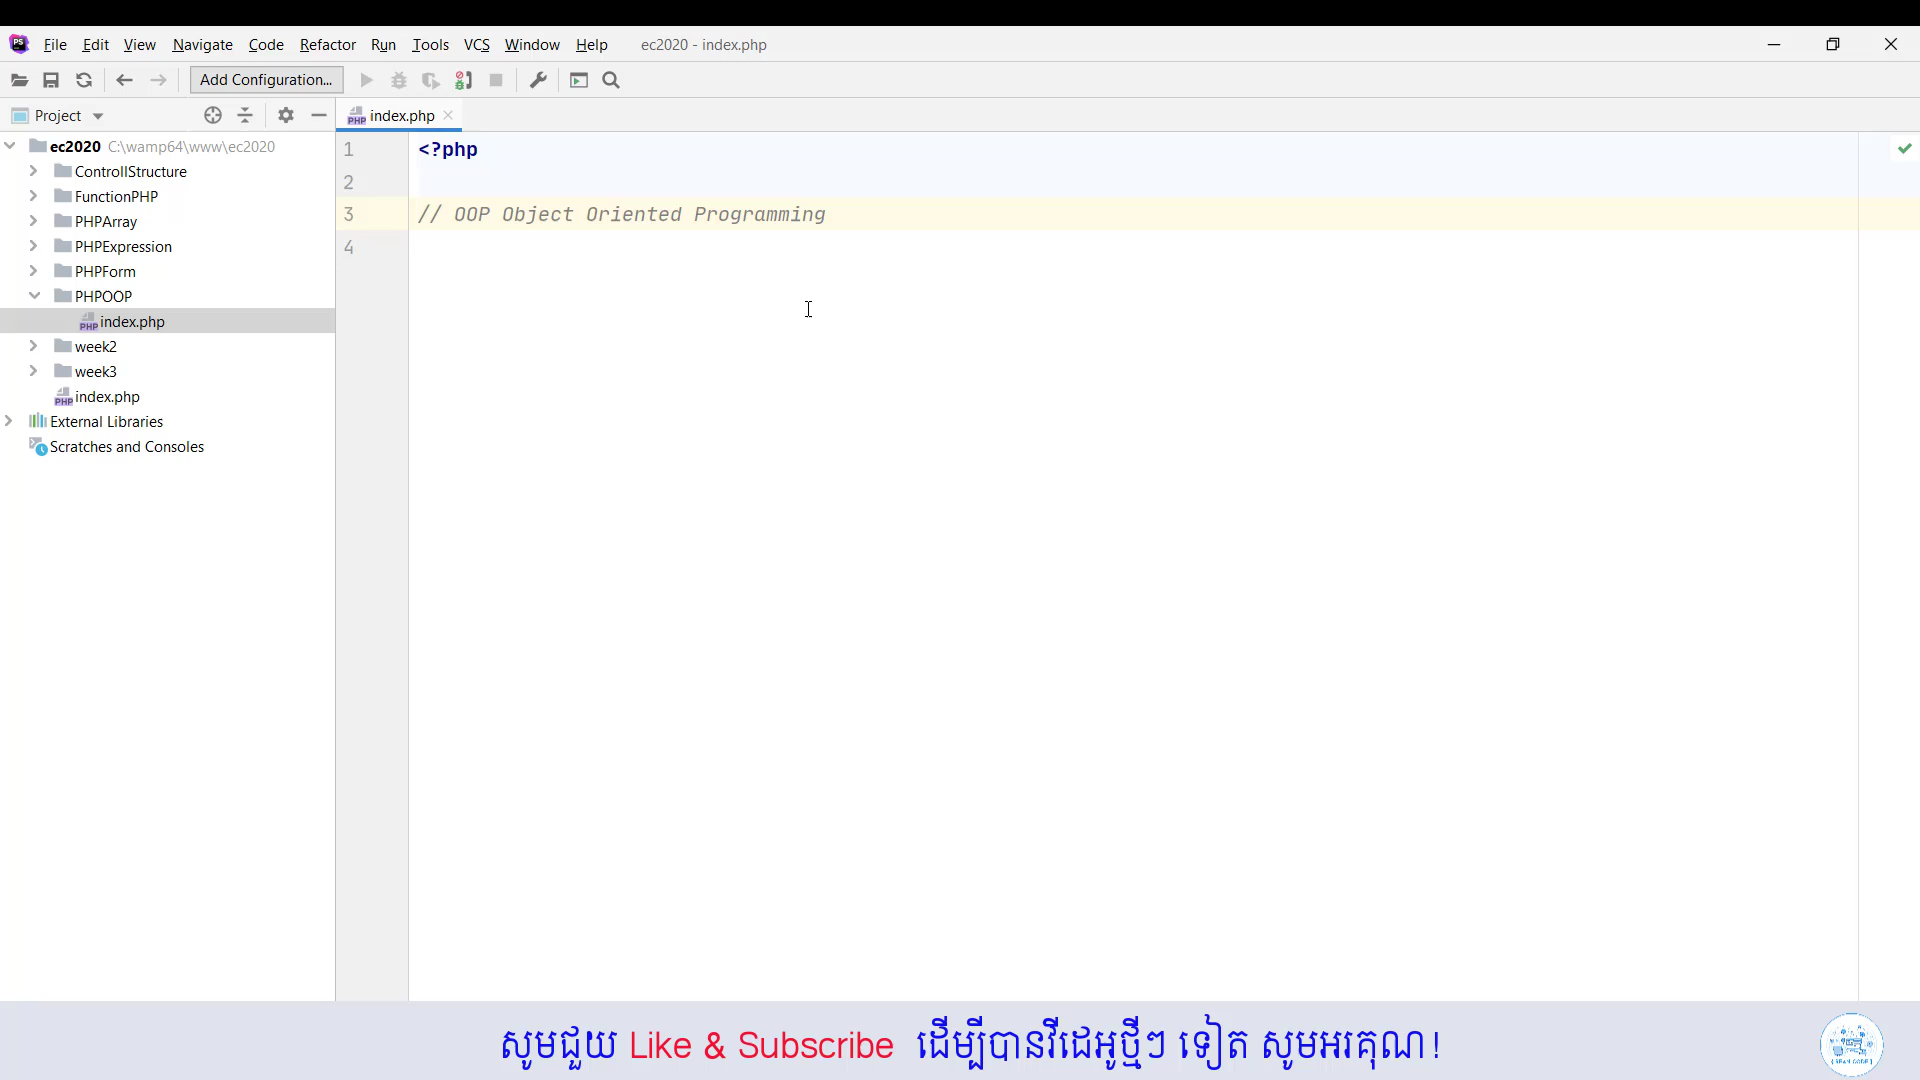 File Edit View Navigate Code Refactor Run Tools VCS Window Help ec2020 - index.php
Add Configuration...
Project
index.php
ec2020 C:\wamp64\www\ec2020
ControllStructure
FunctionPHP
PHPArray
PHPExpression
PHPForm
PHPOOP
index.php
week2
week3
index.php
External Libraries
Scratches and Consoles
1 <?php
2
3 // OOP Object Oriented Programming
4
សូមជួយ Like & Subscribe ដើម្បីបានវីដេអូថ្មីៗ ទៀត សូមអរគុណ!